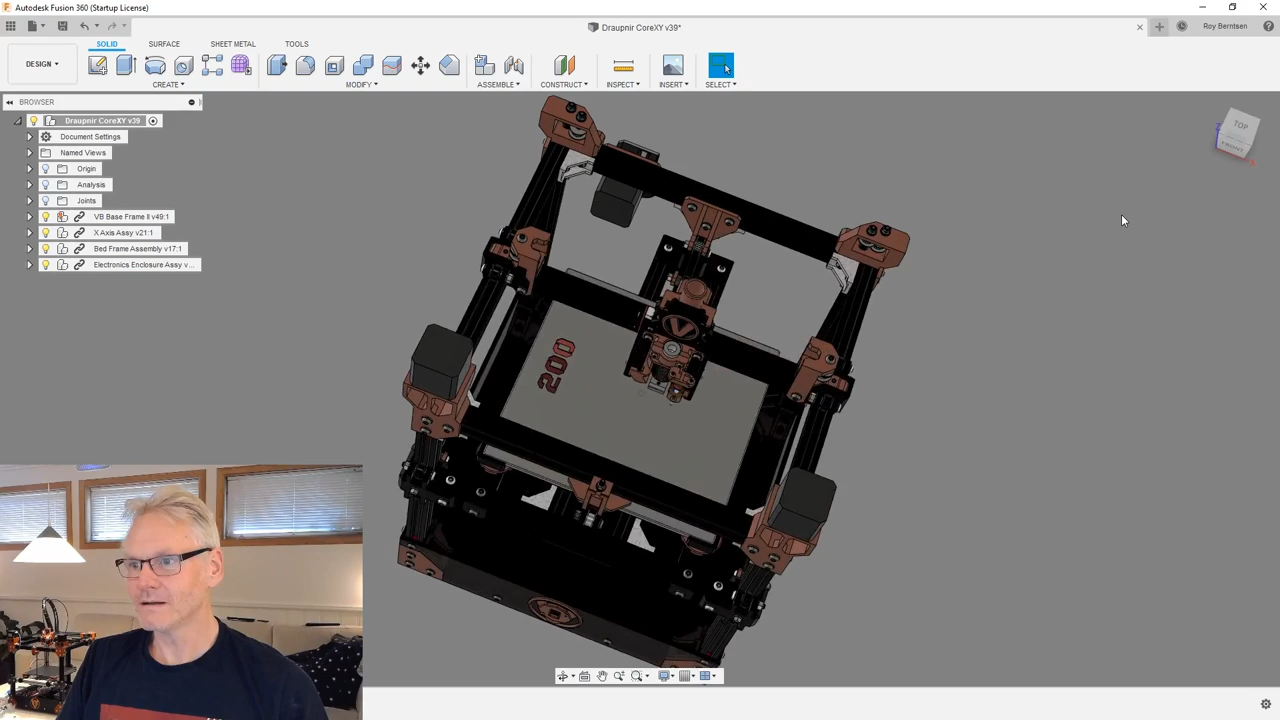 Autodesk Fusion 360 (Startup License)
Draupnir CoreXY v39*
Roy Berntsen
DESIGN
SOLID SURFACE SHEET METAL TOOLS
CREATE MODIFY ASSEMBLE CONSTRUCT INSPECT INSERT SELECT
BROWSER
Draupnir CoreXY v39
Document Settings
Named Views
Origin
Analysis
Joints
VB Base Frame II v49:1
X Axis Assy v21:1
Bed Frame Assembly v17:1
Electronics Enclosure Assy v...
TOP
FRONT
Z
X
200